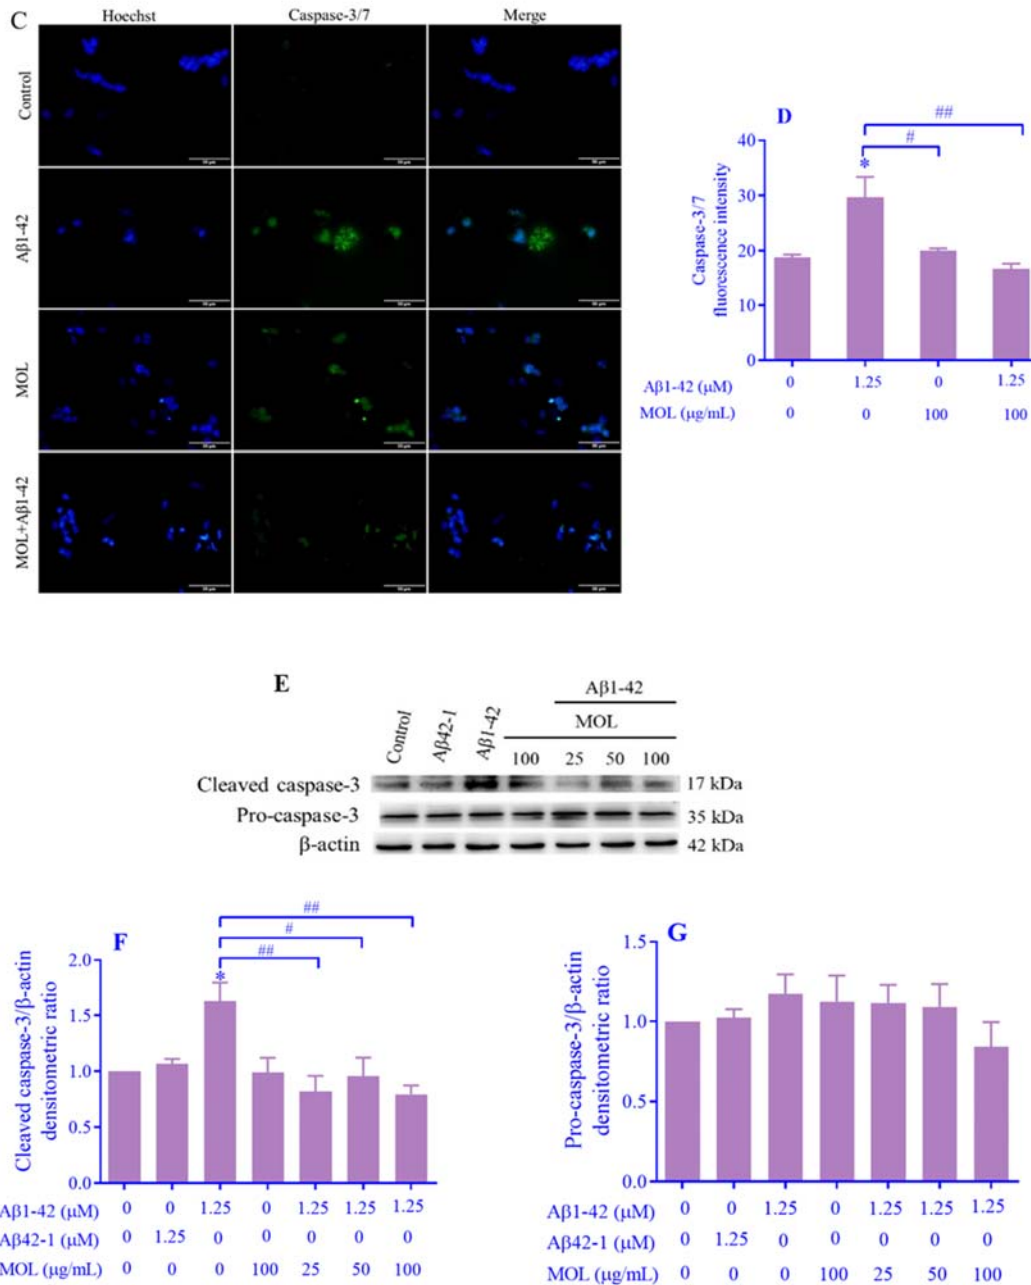 C
Hoechst Caspase-3/7 Merge
Control
Aβ1-42
MOL
MOL+Aβ1-42
D
##
#
*
40
30
20
10
0
Caspase-3/7
fluorescence intensity
Aβ1-42 (μM) 0 1.25 0 1.25
MOL (μg/mL) 0 0 100 100
E
Aβ1-42
MOL
Control Aβ42-1 Aβ1-42 100 25 50 100
Cleaved caspase-3 17 kDa
Pro-caspase-3 35 kDa
β-actin 42 kDa
F
##
#
##
*
2.0
1.5
1.0
0.5
0.0
Cleaved caspase-3/β-actin
densitometric ratio
Aβ1-42 (μM) 0 0 1.25 0 1.25 1.25 1.25
Aβ42-1 (μM) 0 1.25 0 0 0 0 0
MOL (μg/mL) 0 0 0 100 25 50 100
G
1.5
1.0
0.5
0.0
Pro-caspase-3/β-actin
densitometric ratio
Aβ1-42 (μM) 0 0 1.25 0 1.25 1.25 1.25
Aβ42-1 (μM) 0 1.25 0 0 0 0 0
MOL (μg/mL) 0 0 0 100 25 50 100